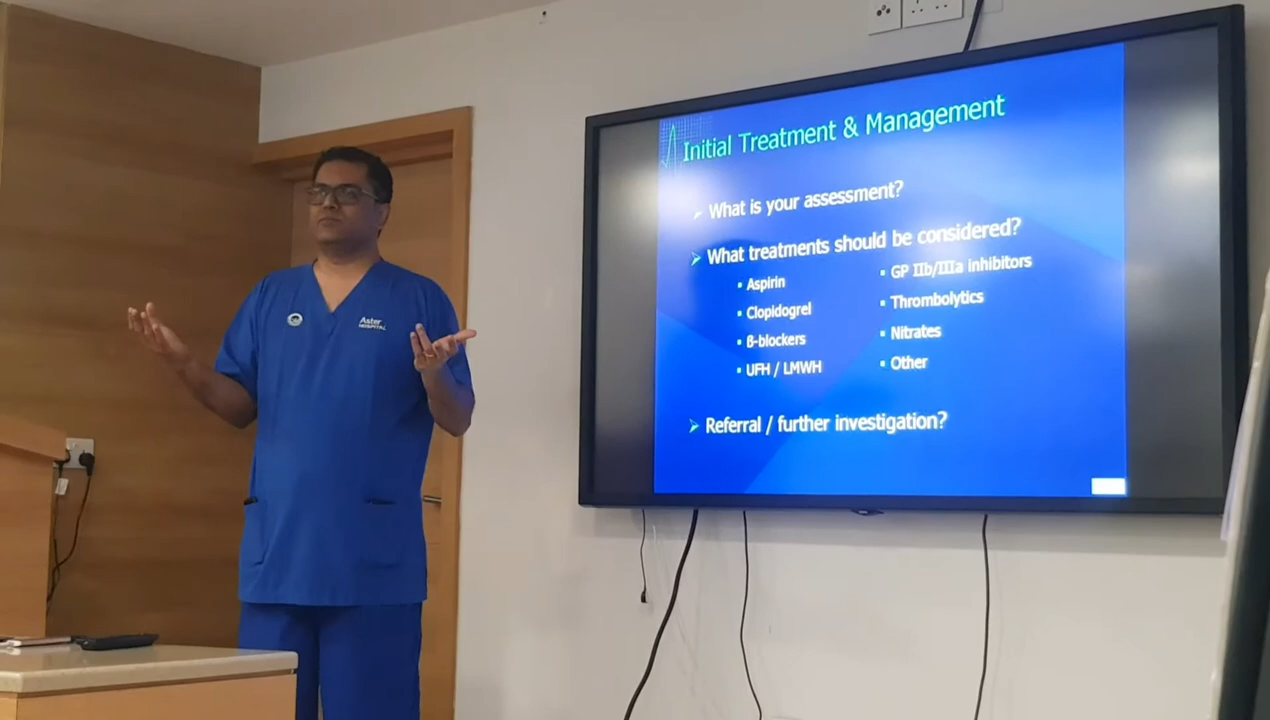 Initial Treatment & Management
What is your assessment?
What treatments should be considered?
Aspirin
Clopidogrel
ß-blockers
UFH / LMWH
GP IIb/IIIa inhibitors
Thrombolytics
Nitrates
Other
Referral / further investigation?
Aster
HOSPITAL